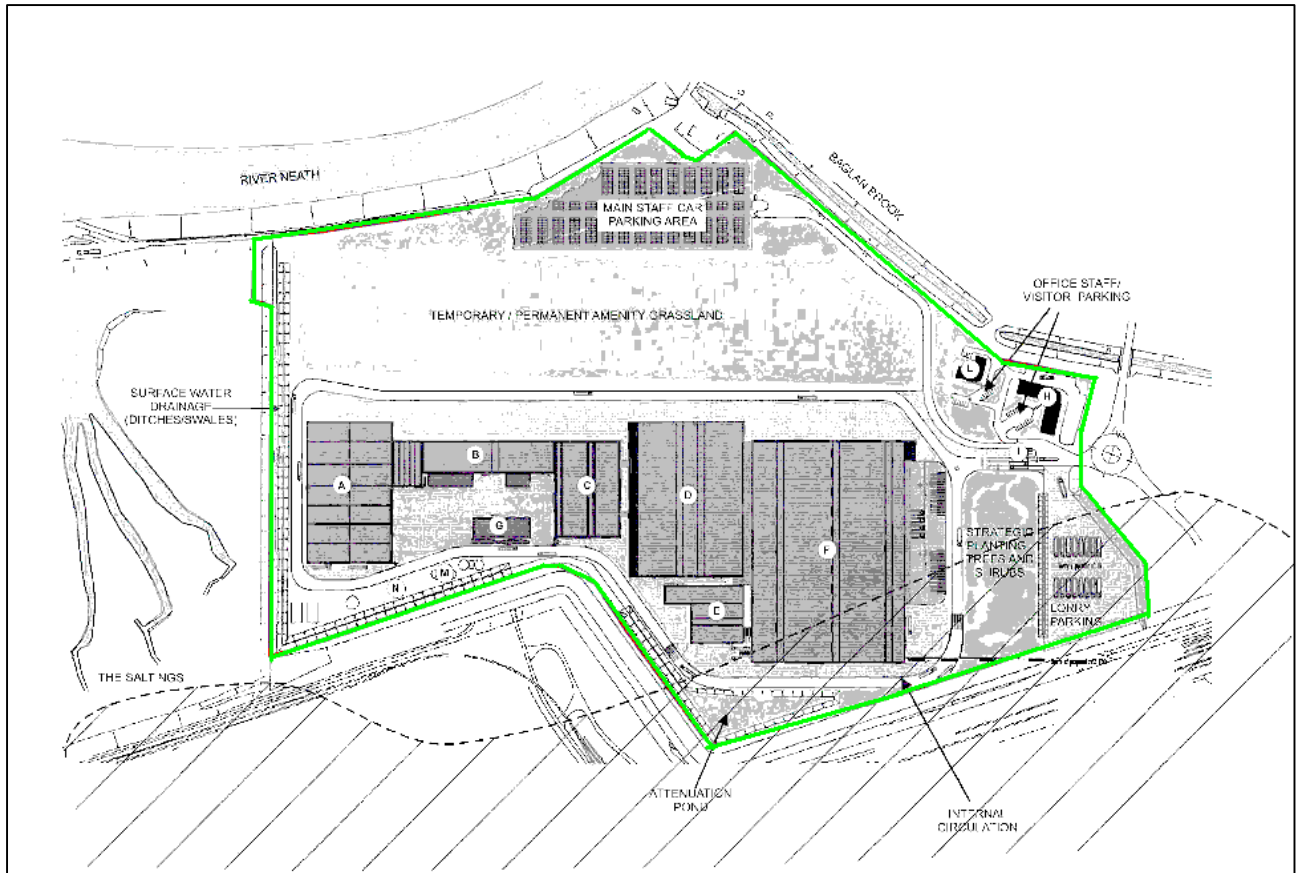 RIVER NEATH
BAGLAN BROOK
MAIN STAFF CAR
PARKING AREA
OFFICE STAFF/
VISITOR PARKING
TEMPORARY / PERMANENT AMENITY GRASSLAND
L
H
SURFACE WATER
DRAINAGE
(DITCHES/SWALES)
I
B
A
C
D
G
F
STRATEGIC
PLANTING
TREES AND
SHRUBS
M
N
E
LORRY
PARKING
THE SALTINGS
ATTENUATION
POND
INTERNAL
CIRCULATION